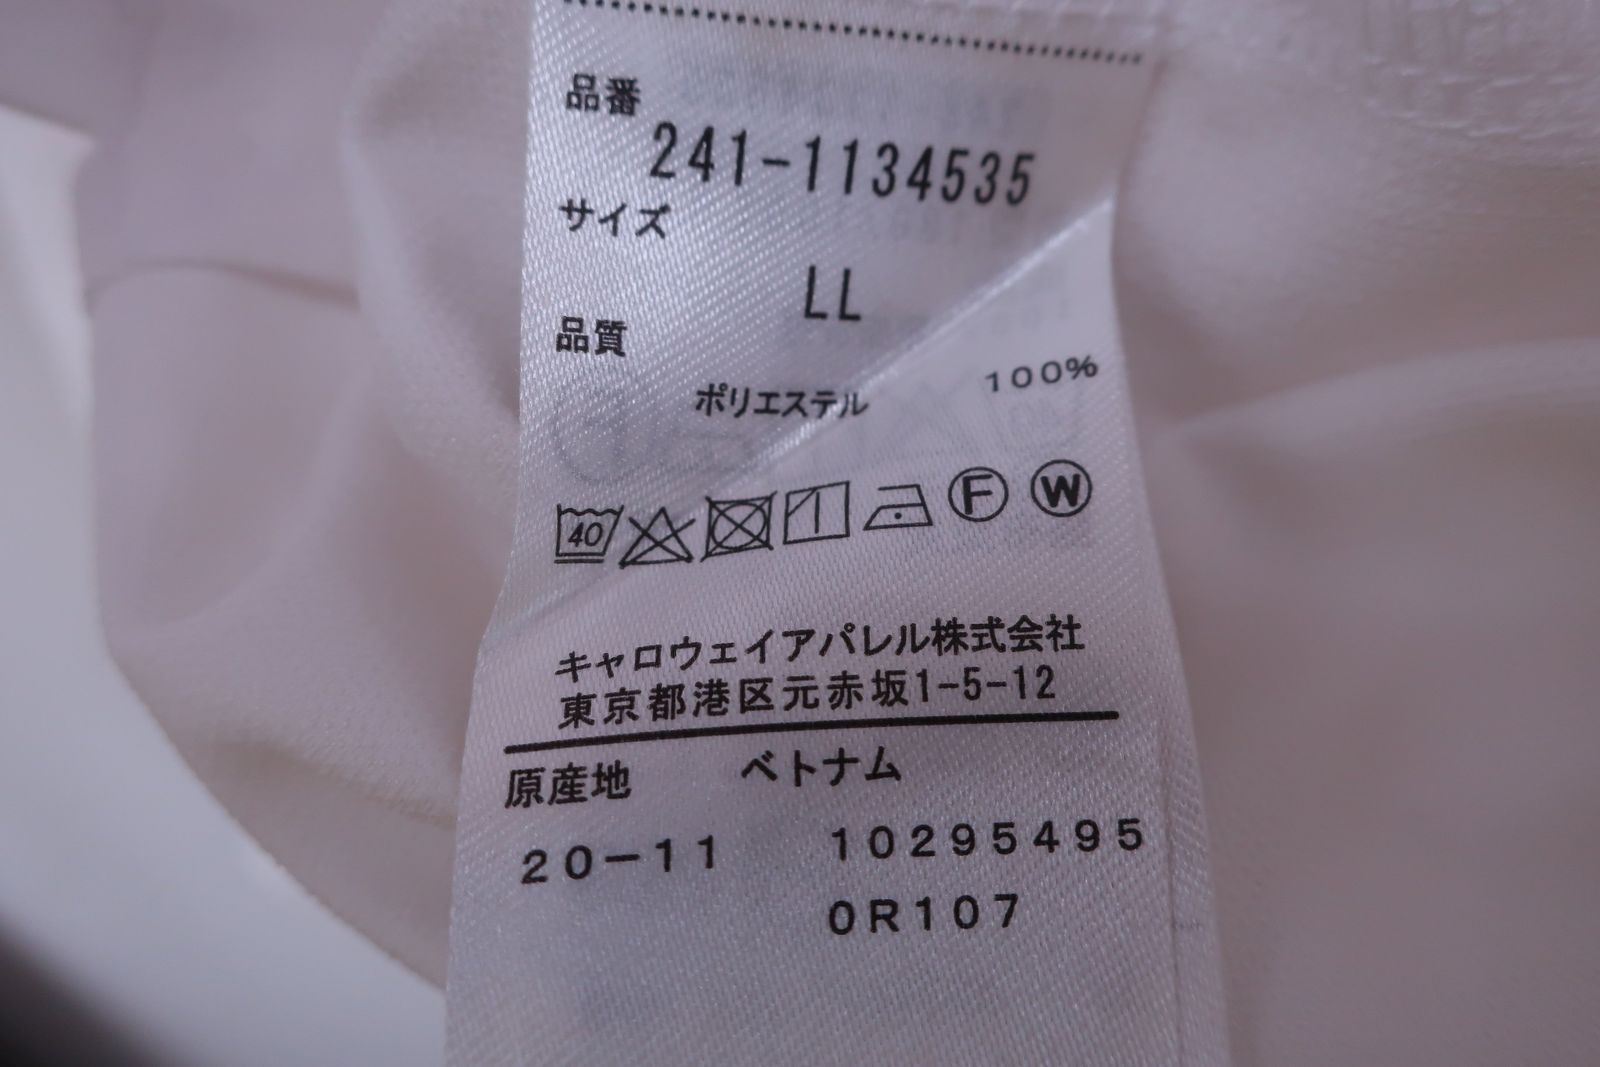 品番
241-1134535
サイズ
LL
品質
ポリエステル 100%
40 F W
キャロウェイアパレル株式会社
東京都港区元赤坂1-5-12
原産地 ベトナム
20-11 10295495
0R107